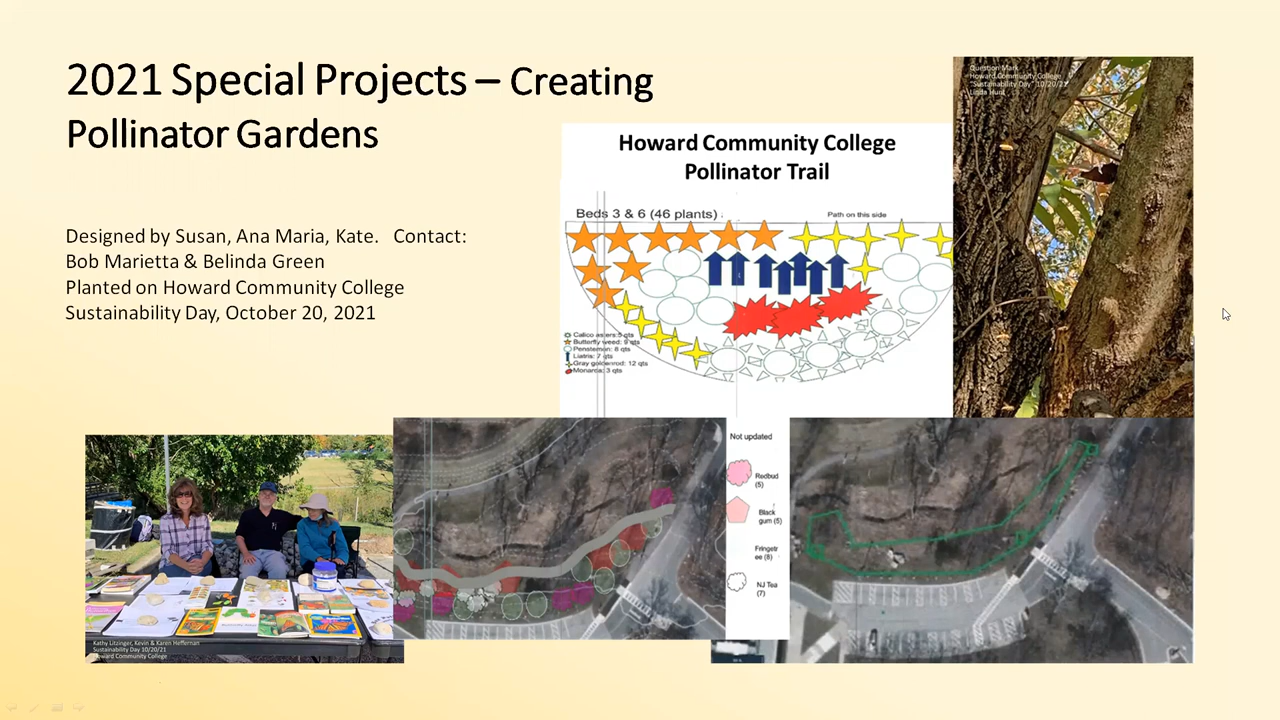 2021 Special Projects – Creating
Pollinator Gardens
Designed by Susan, Ana Maria, Kate. Contact:
Bob Marietta & Belinda Green
Planted on Howard Community College
Sustainability Day, October 20, 2021
Howard Community College
Pollinator Trail
Beds 3 & 6 (46 plants)
Path on this side
Calico asters: 5 qts
Butterfly weed: 9 qts
Penstemon: 8 qts
Liatris: 7 qts
Gray goldenrod: 12 qts
Monarda: 3 qts
Question Mark
Howard Community College
"Sustainability Day" 10/20/21
Linda Hunt
Not updated
Redbud
(5)
Black
gum (5)
Fringetr
ee (8)
NJ Tea
(7)
Kathy Litzinger, Kevin & Karen Heffernan
Sustainability Day 10/20/21
Howard Community College